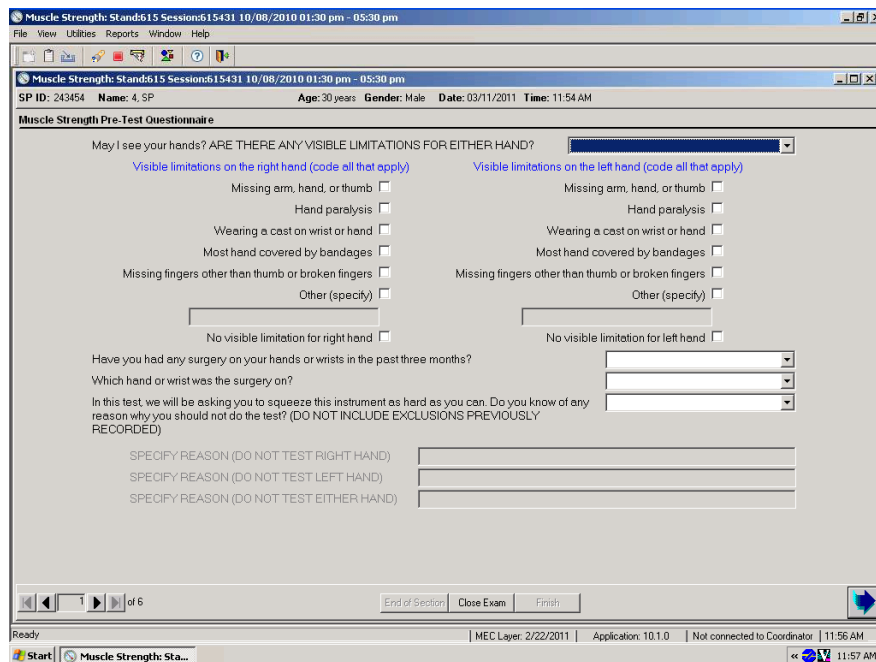 Muscle Strength: Stand:615 Session:615431 10/08/2010 01:30 pm - 05:30 pm
File View Utilities Reports Window Help
Muscle Strength: Stand:615 Session:615431 10/08/2010 01:30 pm - 05:30 pm
SP ID: 243454 Name: 4, SP Age: 30 years Gender: Male Date: 03/11/2011 Time: 11:54 AM
Muscle Strength Pre-Test Questionnaire
May I see your hands? ARE THERE ANY VISIBLE LIMITATIONS FOR EITHER HAND?
Visible limitations on the right hand (code all that apply) Visible limitations on the left hand (code all that apply)
Missing arm, hand, or thumb Missing arm, hand, or thumb
Hand paralysis Hand paralysis
Wearing a cast on wrist or hand Wearing a cast on wrist or hand
Most hand covered by bandages Most hand covered by bandages
Missing fingers other than thumb or broken fingers Missing fingers other than thumb or broken fingers
Other (specify) Other (specify)
No visible limitation for right hand No visible limitation for left hand
Have you had any surgery on your hands or wrists in the past three months?
Which hand or wrist was the surgery on?
In this test, we will be asking you to squeeze this instrument as hard as you can. Do you know of any
reason why you should not do the test? (DO NOT INCLUDE EXCLUSIONS PREVIOUSLY
RECORDED)
SPECIFY REASON (DO NOT TEST RIGHT HAND)
SPECIFY REASON (DO NOT TEST LEFT HAND)
SPECIFY REASON (DO NOT TEST EITHER HAND)
1 of 6 End of Section Close Exam Finish
Ready MEC Layer: 2/22/2011 Application: 10.1.0 Not connected to Coordinator 11:56 AM
Start Muscle Strength: Sta... « 11:57 AM